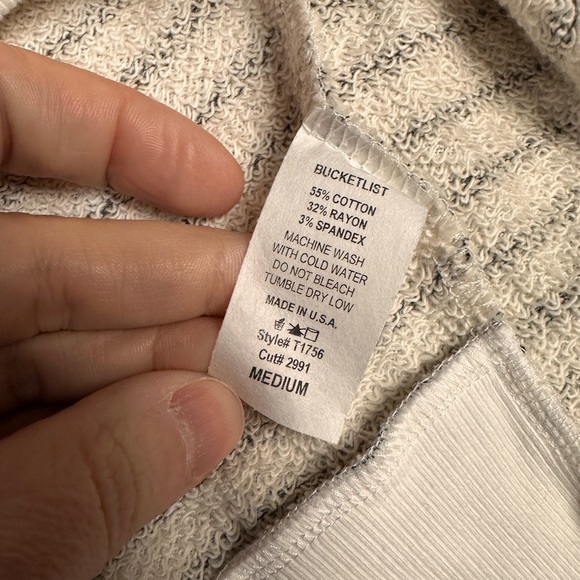 BUCKETLIST
55% COTTON
32% RAYON
3% SPANDEX
MACHINE WASH
WITH COLD WATER
DO NOT BLEACH
TUMBLE DRY LOW
MADE IN U.S.A.
Style# T1756
Cut# 2991
MEDIUM